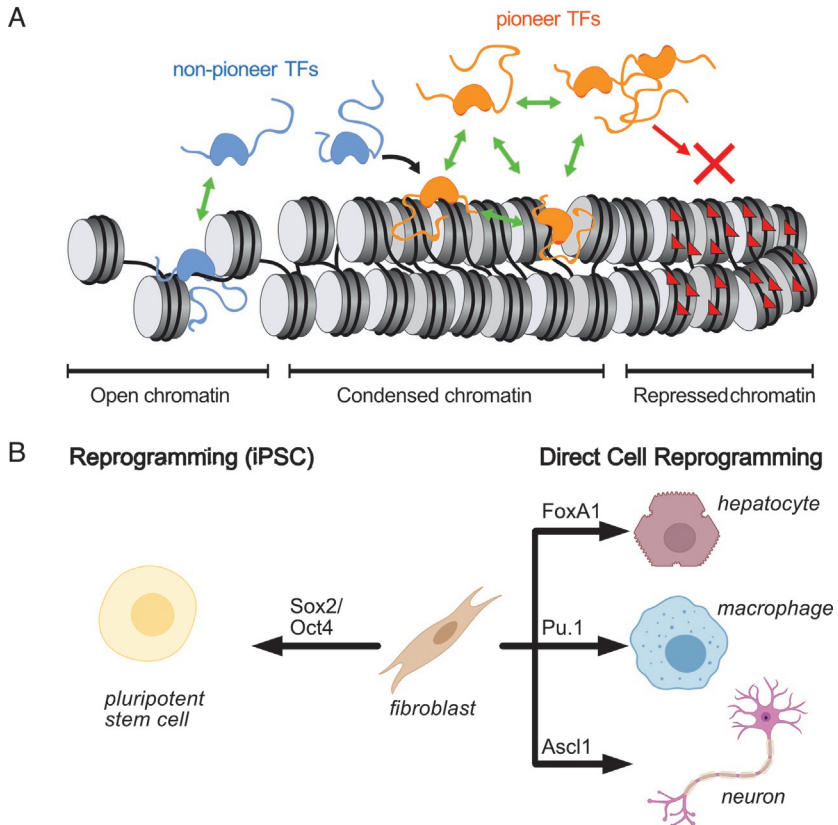 A
pioneer TFs
non-pioneer TFs
Open chromatin
Condensed chromatin
Repressed chromatin
B
Reprogramming (iPSC)
Direct Cell Reprogramming
FoxA1
hepatocyte
Sox2/
Oct4
Pu.1
macrophage
pluripotent
stem cell
fibroblast
Ascl1
neuron